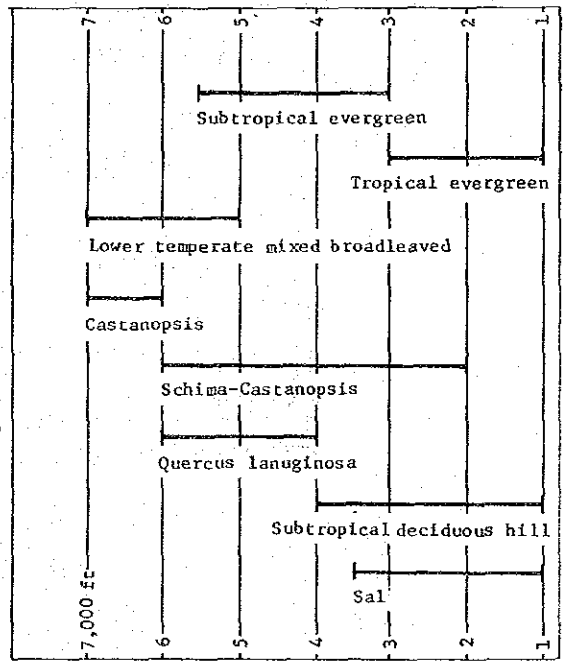 7 6 5 4 3 2 1
Subtropical evergreen
Tropical evergreen
Lower temperate mixed broadleaved
Castanopsis
Schima-Castanopsis
Quercus lanuginosa
Subtropical deciduous hill
Sal
7,000 ft 6 5 4 3 2 1